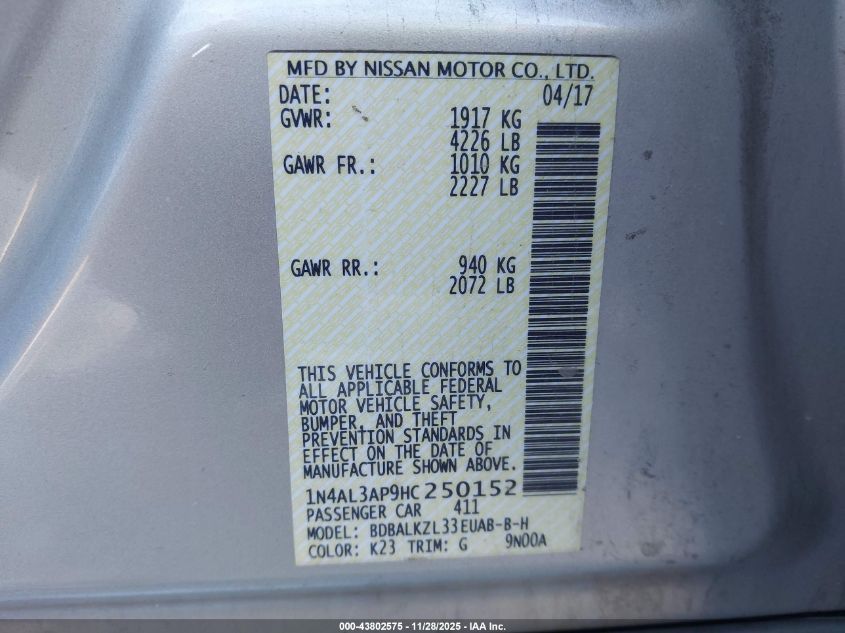 MFD BY NISSAN MOTOR CO., LTD.
DATE: 04/17
GVWR: 1917 KG
4226 LB
GAWR FR.: 1010 KG
2227 LB
GAWR RR.: 940 KG
2072 LB
THIS VEHICLE CONFORMS TO
ALL APPLICABLE FEDERAL
MOTOR VEHICLE SAFETY,
BUMPER, AND THEFT
PREVENTION STANDARDS IN
EFFECT ON THE DATE OF
MANUFACTURE SHOWN ABOVE.
1N4AL3AP9HC250152
PASSENGER CAR 411
MODEL: BDBALKZL33EUAB-B-H
COLOR: K23 TRIM: G 9N00A
000-43802575 - 11/28/2025 - IAA Inc.